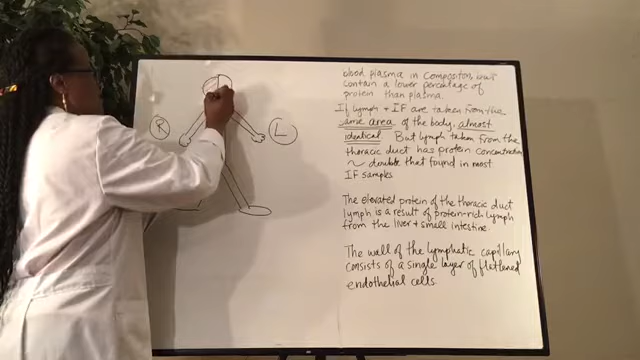 R
L
blood plasma in composition, but
contain a lower percentage of
protein than plasma.
If lymph + IF are taken from the
same area of the body, almost
identical. But lymph taken from the
thoracic duct has protein concentration
~ double that found in most
IF samples.
The elevated protein of the thoracic duct
lymph is a result of protein-rich lymph
from the liver + small intestine.
The wall of the lymphatic capillary
consists of a single layer of flattened
endothelial cells.